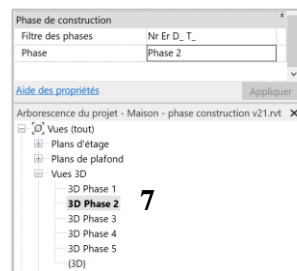 Phase de construction
Filtre des phases Nr Er D_ T_
Phase Phase 2
Aide des propriétés Appliquer
Arborescence du projet - Maison - phase construction v21.rvt
Vues (tout)
Plans d'étage
Plans de plafond
Vues 3D
3D Phase 1
3D Phase 2
7
3D Phase 3
3D Phase 4
3D Phase 5
{3D}